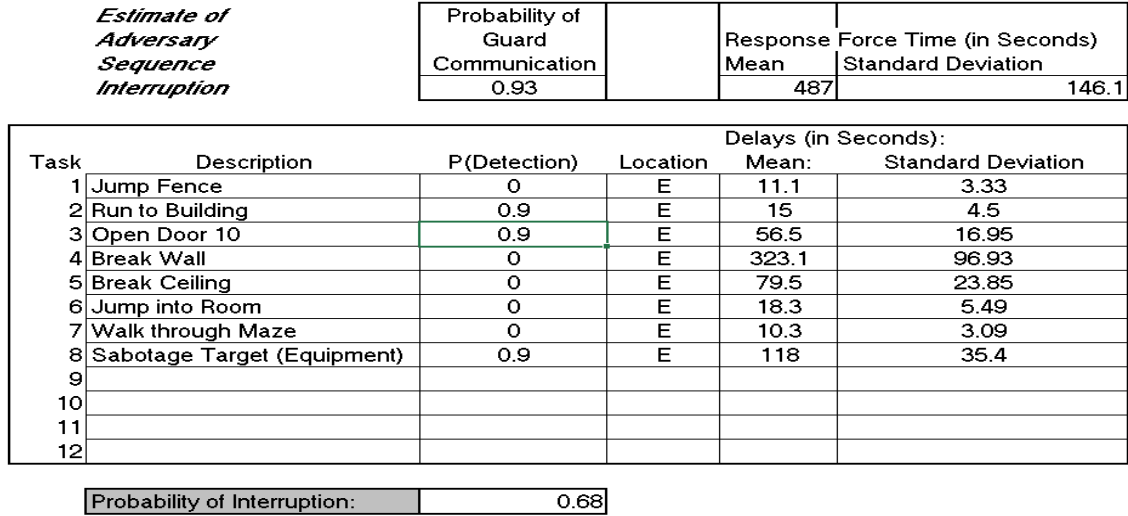 Estimate of Adversary Sequence Interruption
Probability of Guard Communication
0.93
Response Force Time (in Seconds)
Mean Standard Deviation
487 146.1
Delays (in Seconds):
Task Description P(Detection) Location Mean: Standard Deviation
1 Jump Fence 0 E 11.1 3.33
2 Run to Building 0.9 E 15 4.5
3 Open Door 10 0.9 E 56.5 16.95
4 Break Wall 0 E 323.1 96.93
5 Break Ceiling 0 E 79.5 23.85
6 Jump into Room 0 E 18.3 5.49
7 Walk through Maze 0 E 10.3 3.09
8 Sabotage Target (Equipment) 0.9 E 118 35.4
9
10
11
12
Probability of Interruption: 0.68